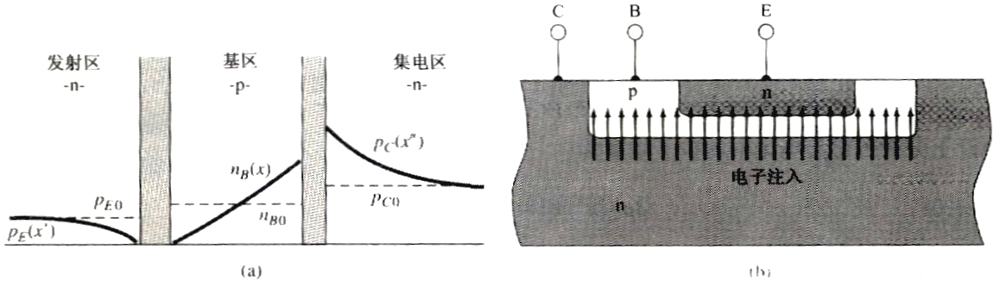 发射区
-n-
基区
-p-
集电区
-n-
p_C(x″)
n_B(x)
p_E0
p_C0
n_B0
p_E(x′)
(a)
C
B
E
p
n
电子注入
n
(b)